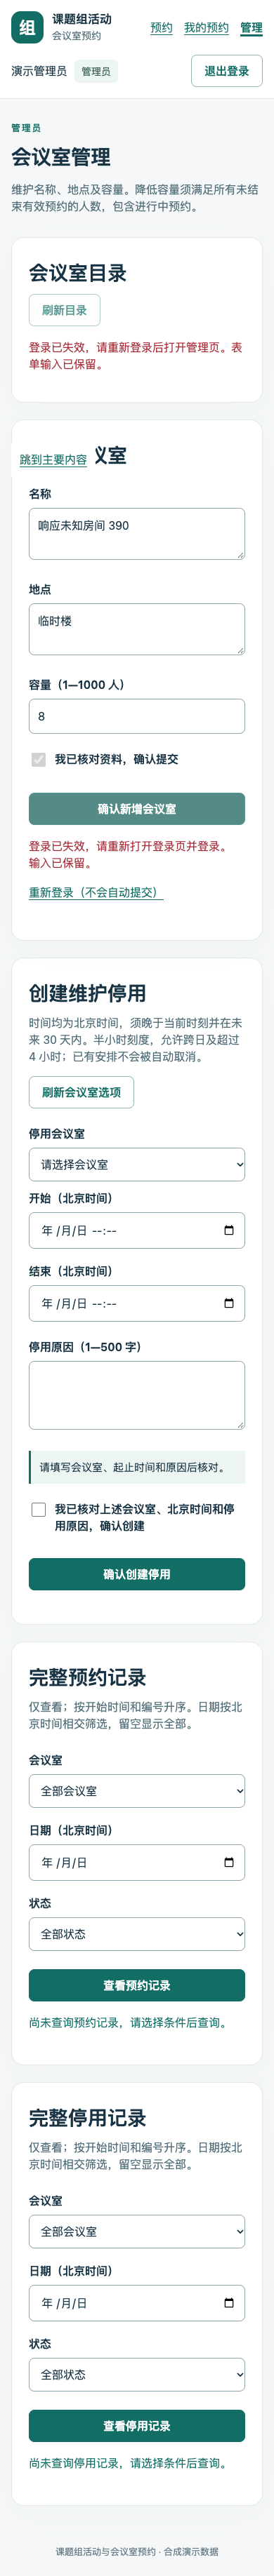 组
课题组活动
会议室预约
预约
我的预约
管理
演示管理员
管理员
退出登录
管理员
会议室管理
维护名称、地点及容量。降低容量须满足所有未结
束有效预约的人数，包含进行中预约。
会议室目录
刷新目录
登录已失效，请重新登录后打开管理页。表
单输入已保留。
跳到主要内容
议室
名称
响应未知房间 390
地点
临时楼
容量（1—1000 人）
8
我已核对资料，确认提交
确认新增会议室
登录已失效，请重新打开登录页并登录。
输入已保留。
重新登录（不会自动提交）
创建维护停用
时间均为北京时间，须晚于当前时刻并在未
来 30 天内。半小时刻度，允许跨日及超过
4 小时；已有安排不会被自动取消。
刷新会议室选项
停用会议室
请选择会议室
开始（北京时间）
年 /月/日 --:--
结束（北京时间）
年 /月/日 --:--
停用原因（1—500 字）
请填写会议室、起止时间和原因后核对。
我已核对上述会议室、北京时间和停
用原因，确认创建
确认创建停用
完整预约记录
仅查看；按开始时间和编号升序。日期按北
京时间相交筛选，留空显示全部。
会议室
全部会议室
日期（北京时间）
年 /月/日
状态
全部状态
查看预约记录
尚未查询预约记录，请选择条件后查询。
完整停用记录
仅查看；按开始时间和编号升序。日期按北
京时间相交筛选，留空显示全部。
会议室
全部会议室
日期（北京时间）
年 /月/日
状态
全部状态
查看停用记录
尚未查询停用记录，请选择条件后查询。
课题组活动与会议室预约 · 合成演示数据